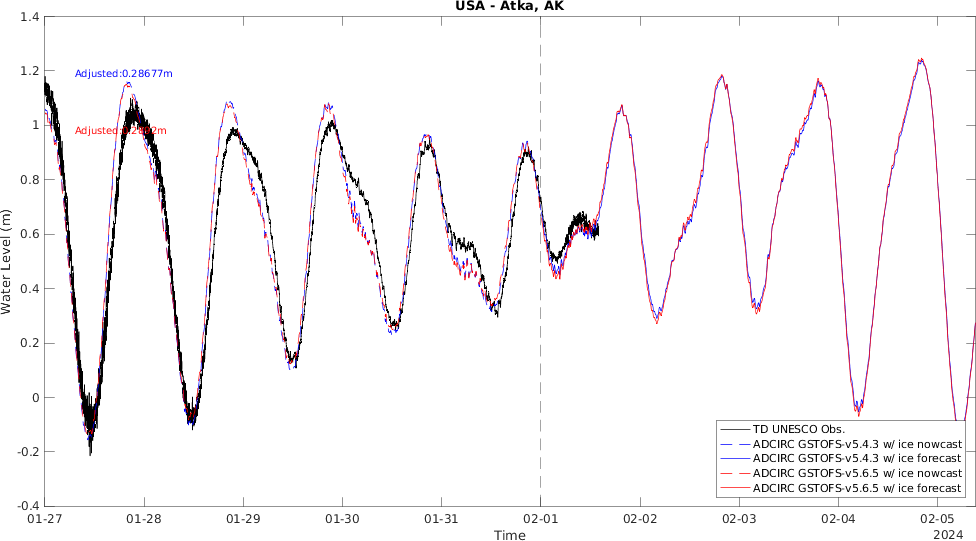 USA - Atka, AK
1.4
1.2
1
0.8
0.6
0.4
0.2
0
-0.2
-0.4
Water Level (m)
Adjusted:0.28677m
TD UNESCO Obs.
ADCIRC GSTOFS-v5.4.3 w/ ice nowcast
ADCIRC GSTOFS-v5.4.3 w/ ice forecast
ADCIRC GSTOFS-v5.6.5 w/ ice nowcast
ADCIRC GSTOFS-v5.6.5 w/ ice forecast
01-27 01-28 01-29 01-30 01-31 02-01 02-02 02-03 02-04 02-05
Time
2024